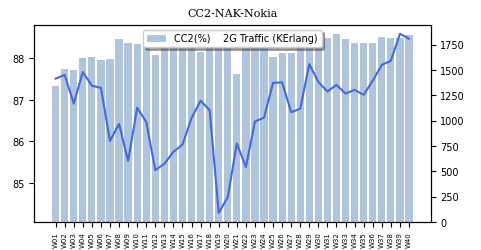 CC2-NAK-Nokia
CC2(%) 2G Traffic (KErlang)
88
87
86
85
1750
1500
1250
1000
750
500
250
0
W01
W02
W03
W04
W05
W06
W07
W08
W09
W10
W11
W12
W13
W14
W15
W16
W17
W18
W19
W20
W21
W22
W23
W24
W25
W26
W27
W28
W29
W30
W31
W32
W33
W34
W35
W36
W37
W38
W39
W40